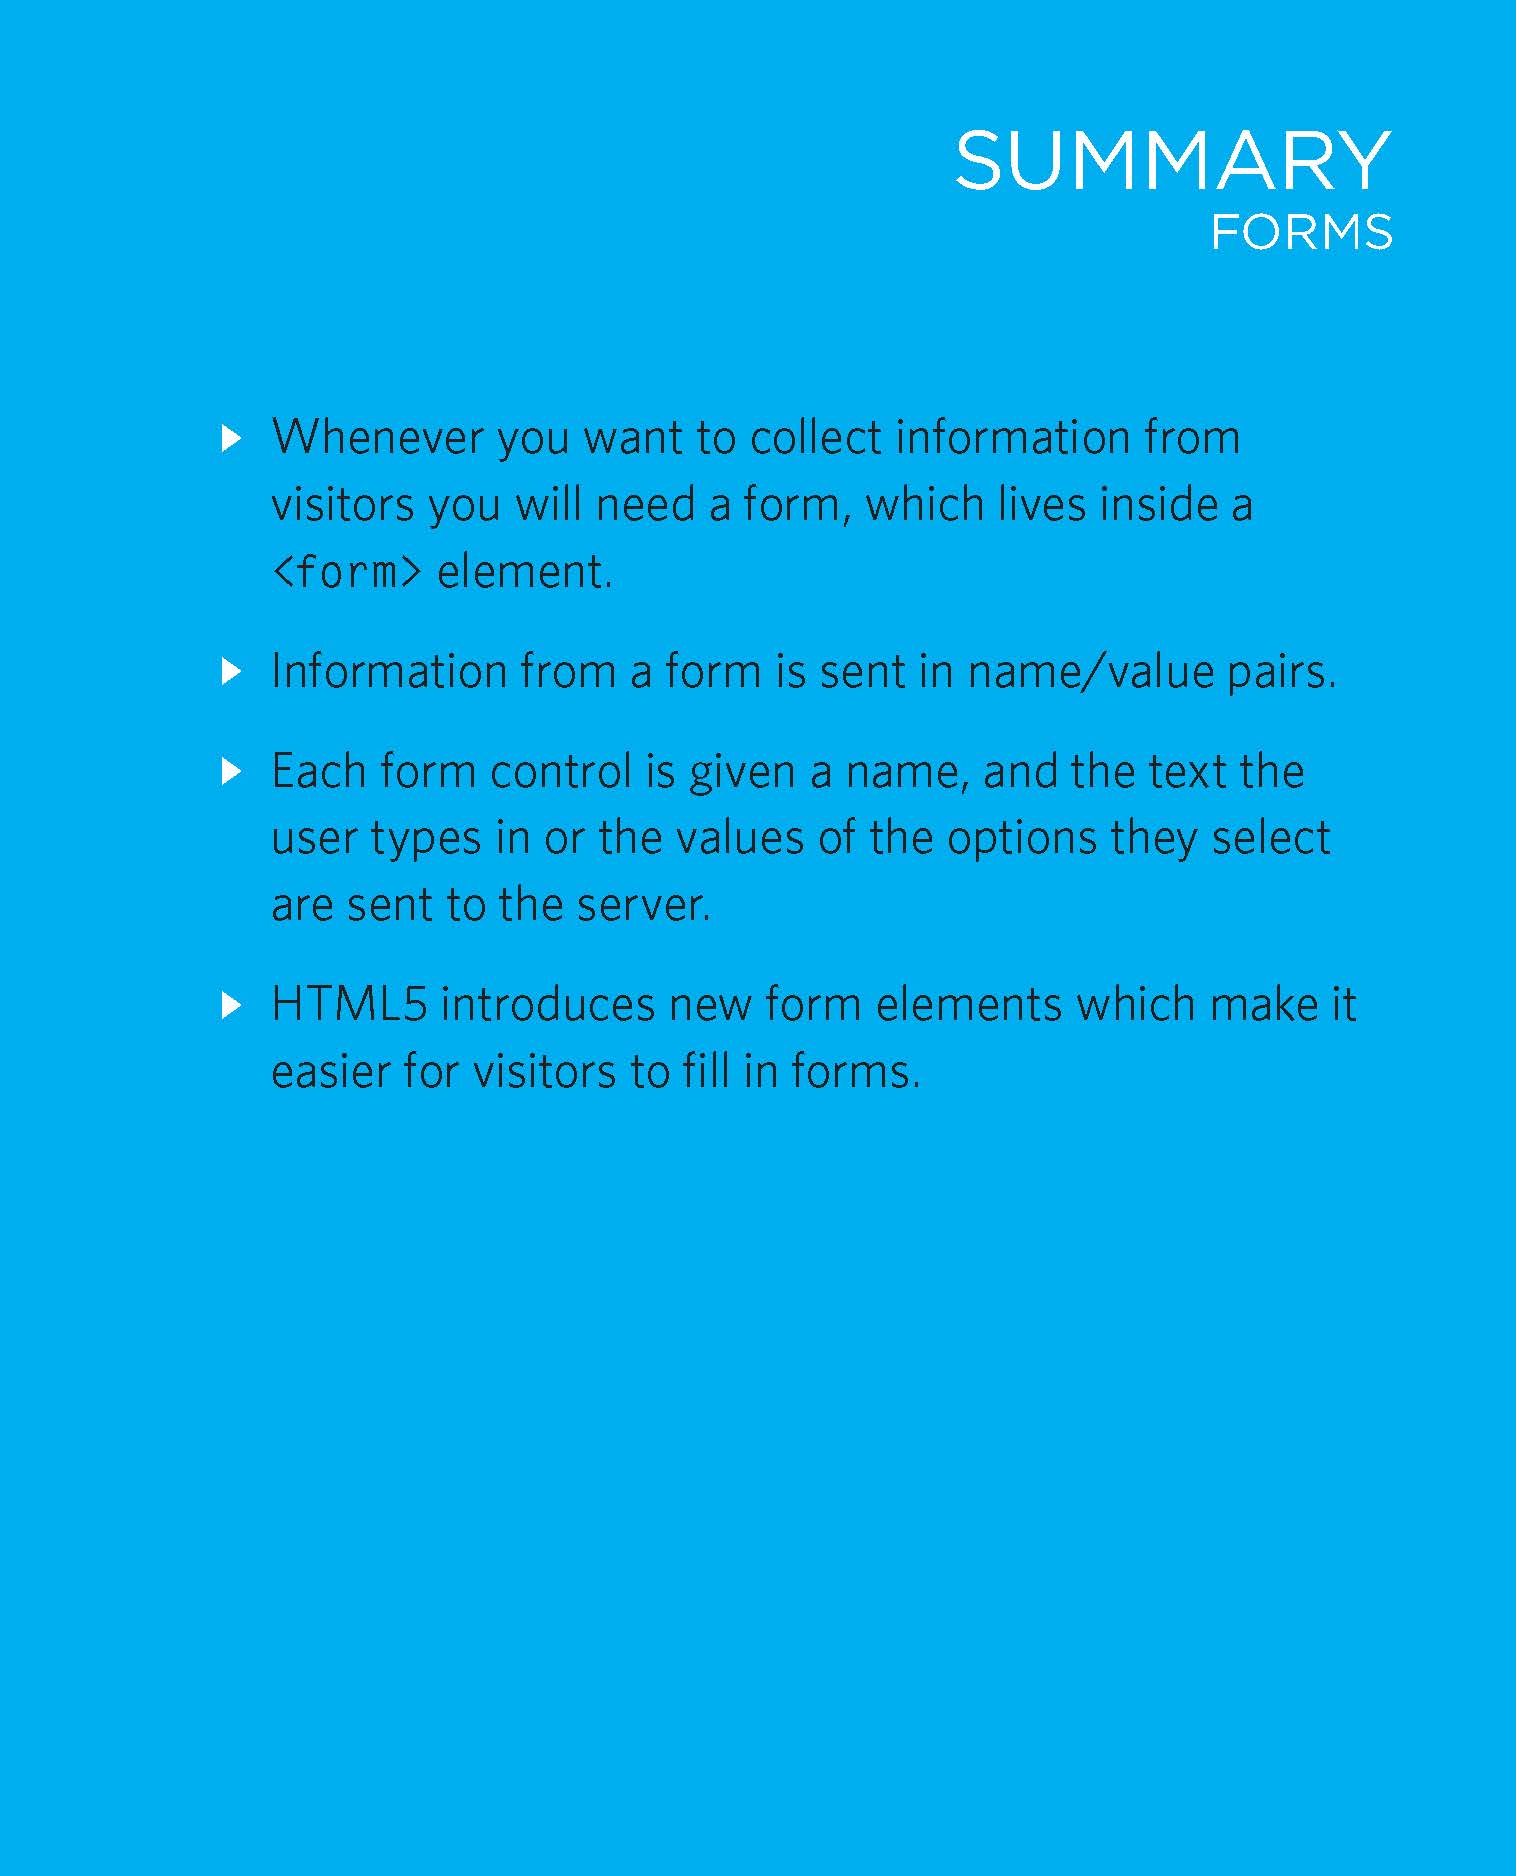 SUMMARY
FORMS
Whenever you want to collect information from
visitors you will need a form, which lives inside a
<form> element.
Information from a form is sent in name/value pairs.
Each form control is given a name, and the text the
user types in or the values of the options they select
are sent to the server.
HTML5 introduces new form elements which make it
easier for visitors to fill in forms.